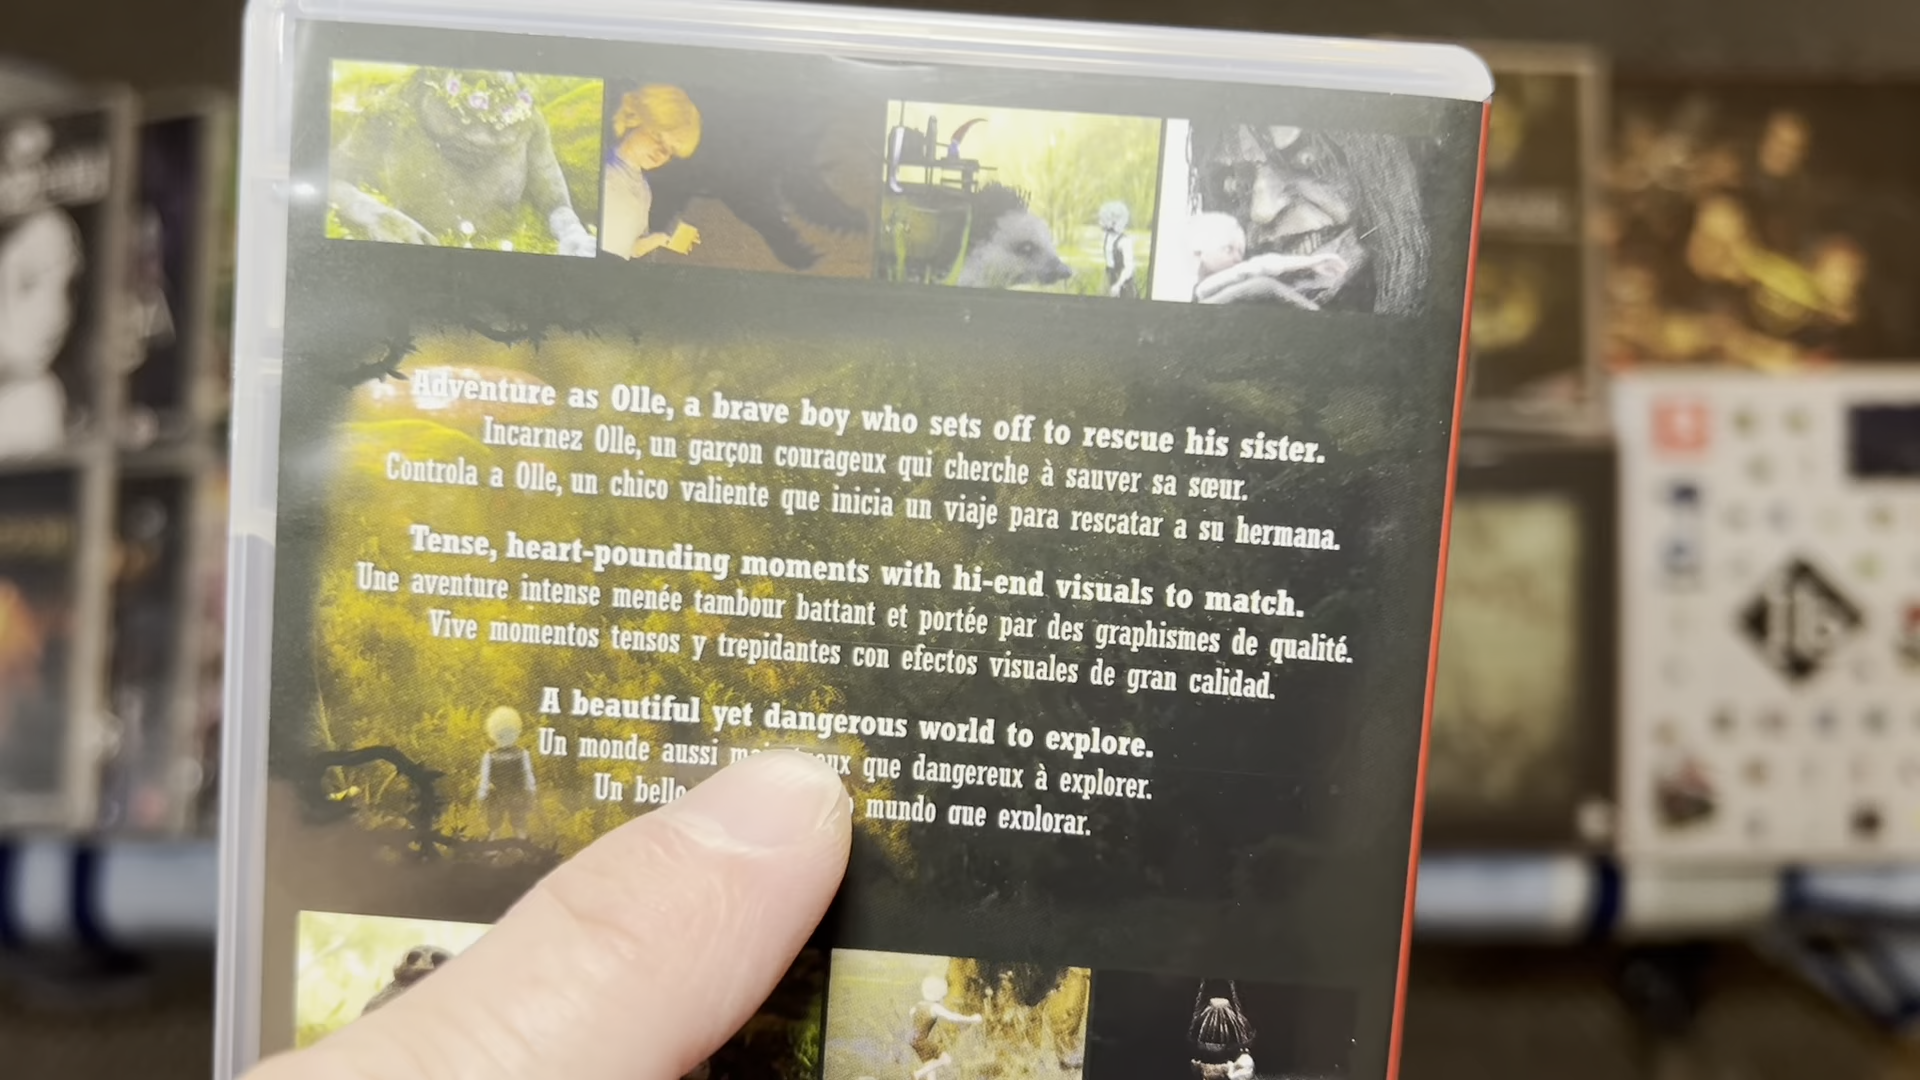 Adventure as Olle, a brave boy who sets off to rescue his sister.
Incarnez Olle, un garçon courageux qui cherche à sauver sa sœur.
Controla a Olle, un chico valiente que inicia un viaje para rescatar a su hermana.
Tense, heart-pounding moments with hi-end visuals to match.
Une aventure intense menée tambour battant et portée par des graphismes de qualité.
Vive momentos tensos y trepidantes con efectos visuales de gran calidad.
A beautiful yet dangerous world to explore.
Un monde aussi que dangereux à explorer.
Un bello mundo que explorar.